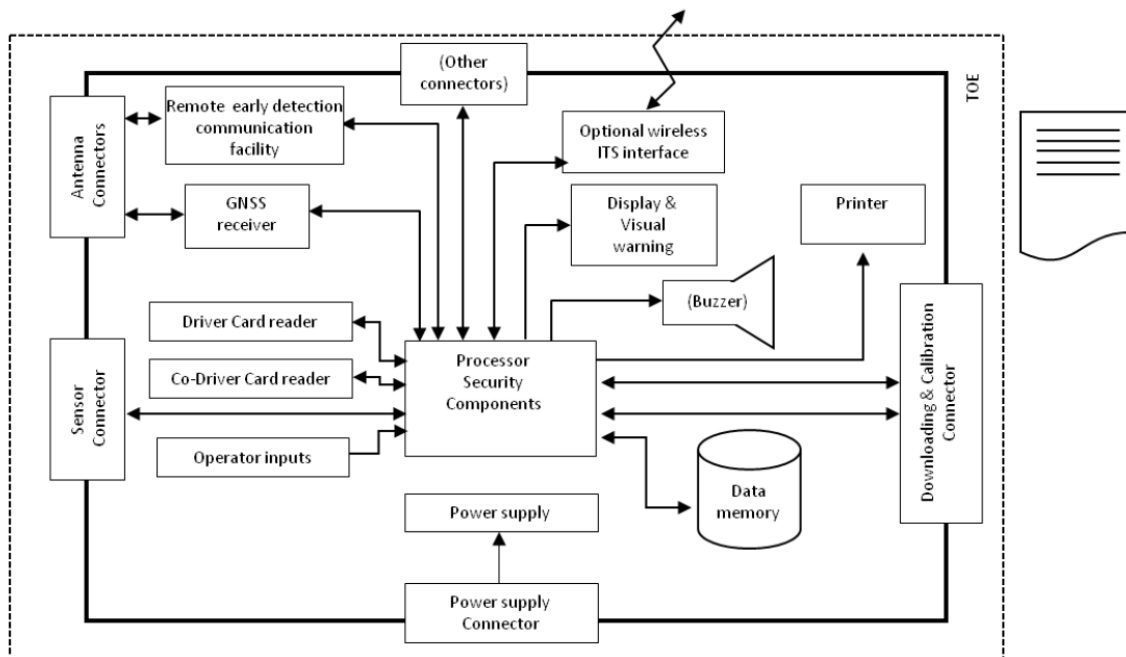 (Other
connectors)
TOE
Remote early detection
communication
facility
Optional wireless
ITS interface
Antenna
Connectors
GNSS
receiver
Display &
Visual
warning
Printer
(Buzzer)
Driver Card reader
Co-Driver Card reader
Processor
Security
Components
Sensor
Connector
Downloading & Calibration
Connector
Operator inputs
Data
memory
Power supply
Power supply
Connector